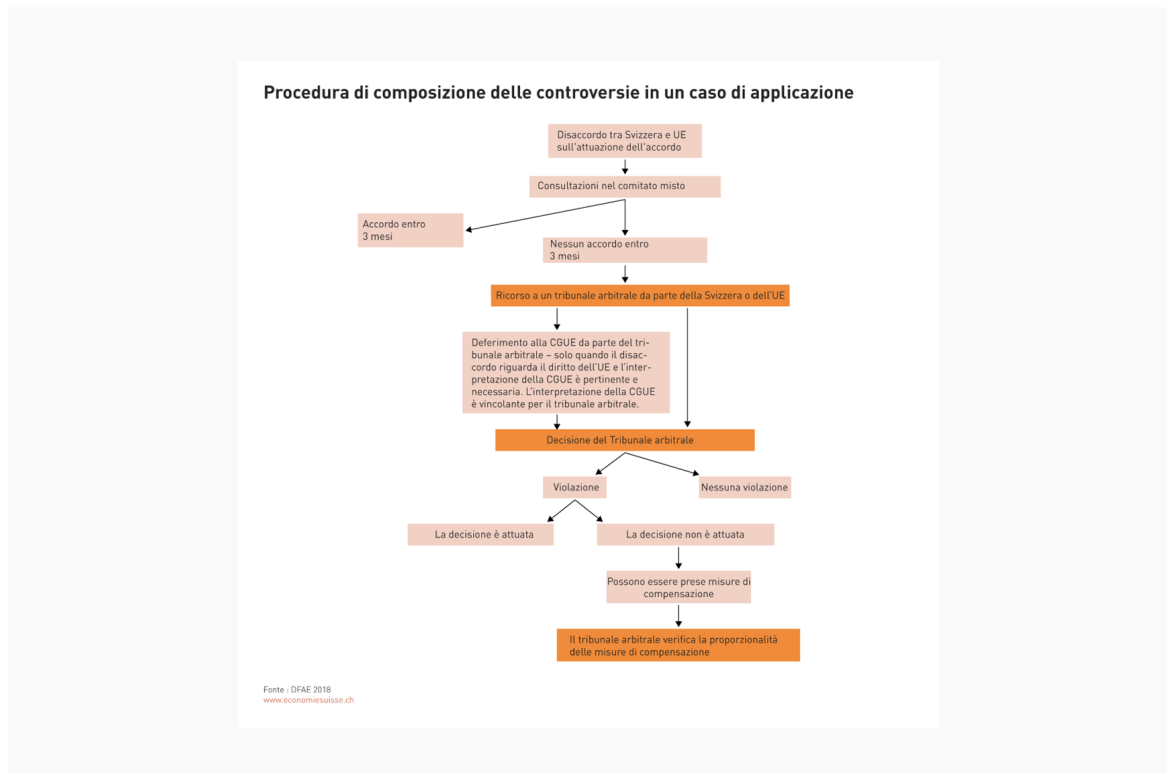 Procedura di composizione delle controversie in un caso di applicazione
Disaccordo tra Svizzera e UE
sull'attuazione dell'accordo
Consultazioni nel comitato misto
Accordo entro
3 mesi
Nessun accordo entro
3 mesi
Ricorso a un tribunale arbitrale da parte della Svizzera o dell'UE
Deferimento alla CGUE da parte del tri-
bunale arbitrale – solo quando il disac-
cordo riguarda il diritto dell'UE e l'inter-
pretazione della CGUE è pertinente e
necessaria. L'interpretazione della CGUE
è vincolante per il tribunale arbitrale.
Decisione del Tribunale arbitrale
Violazione
Nessuna violazione
La decisione è attuata
La decisione non è attuata
Possono essere prese misure di
compensazione
Il tribunale arbitrale verifica la proporzionalità
delle misure di compensazione
Fonte : DFAE 2018
www.economiesuisse.ch